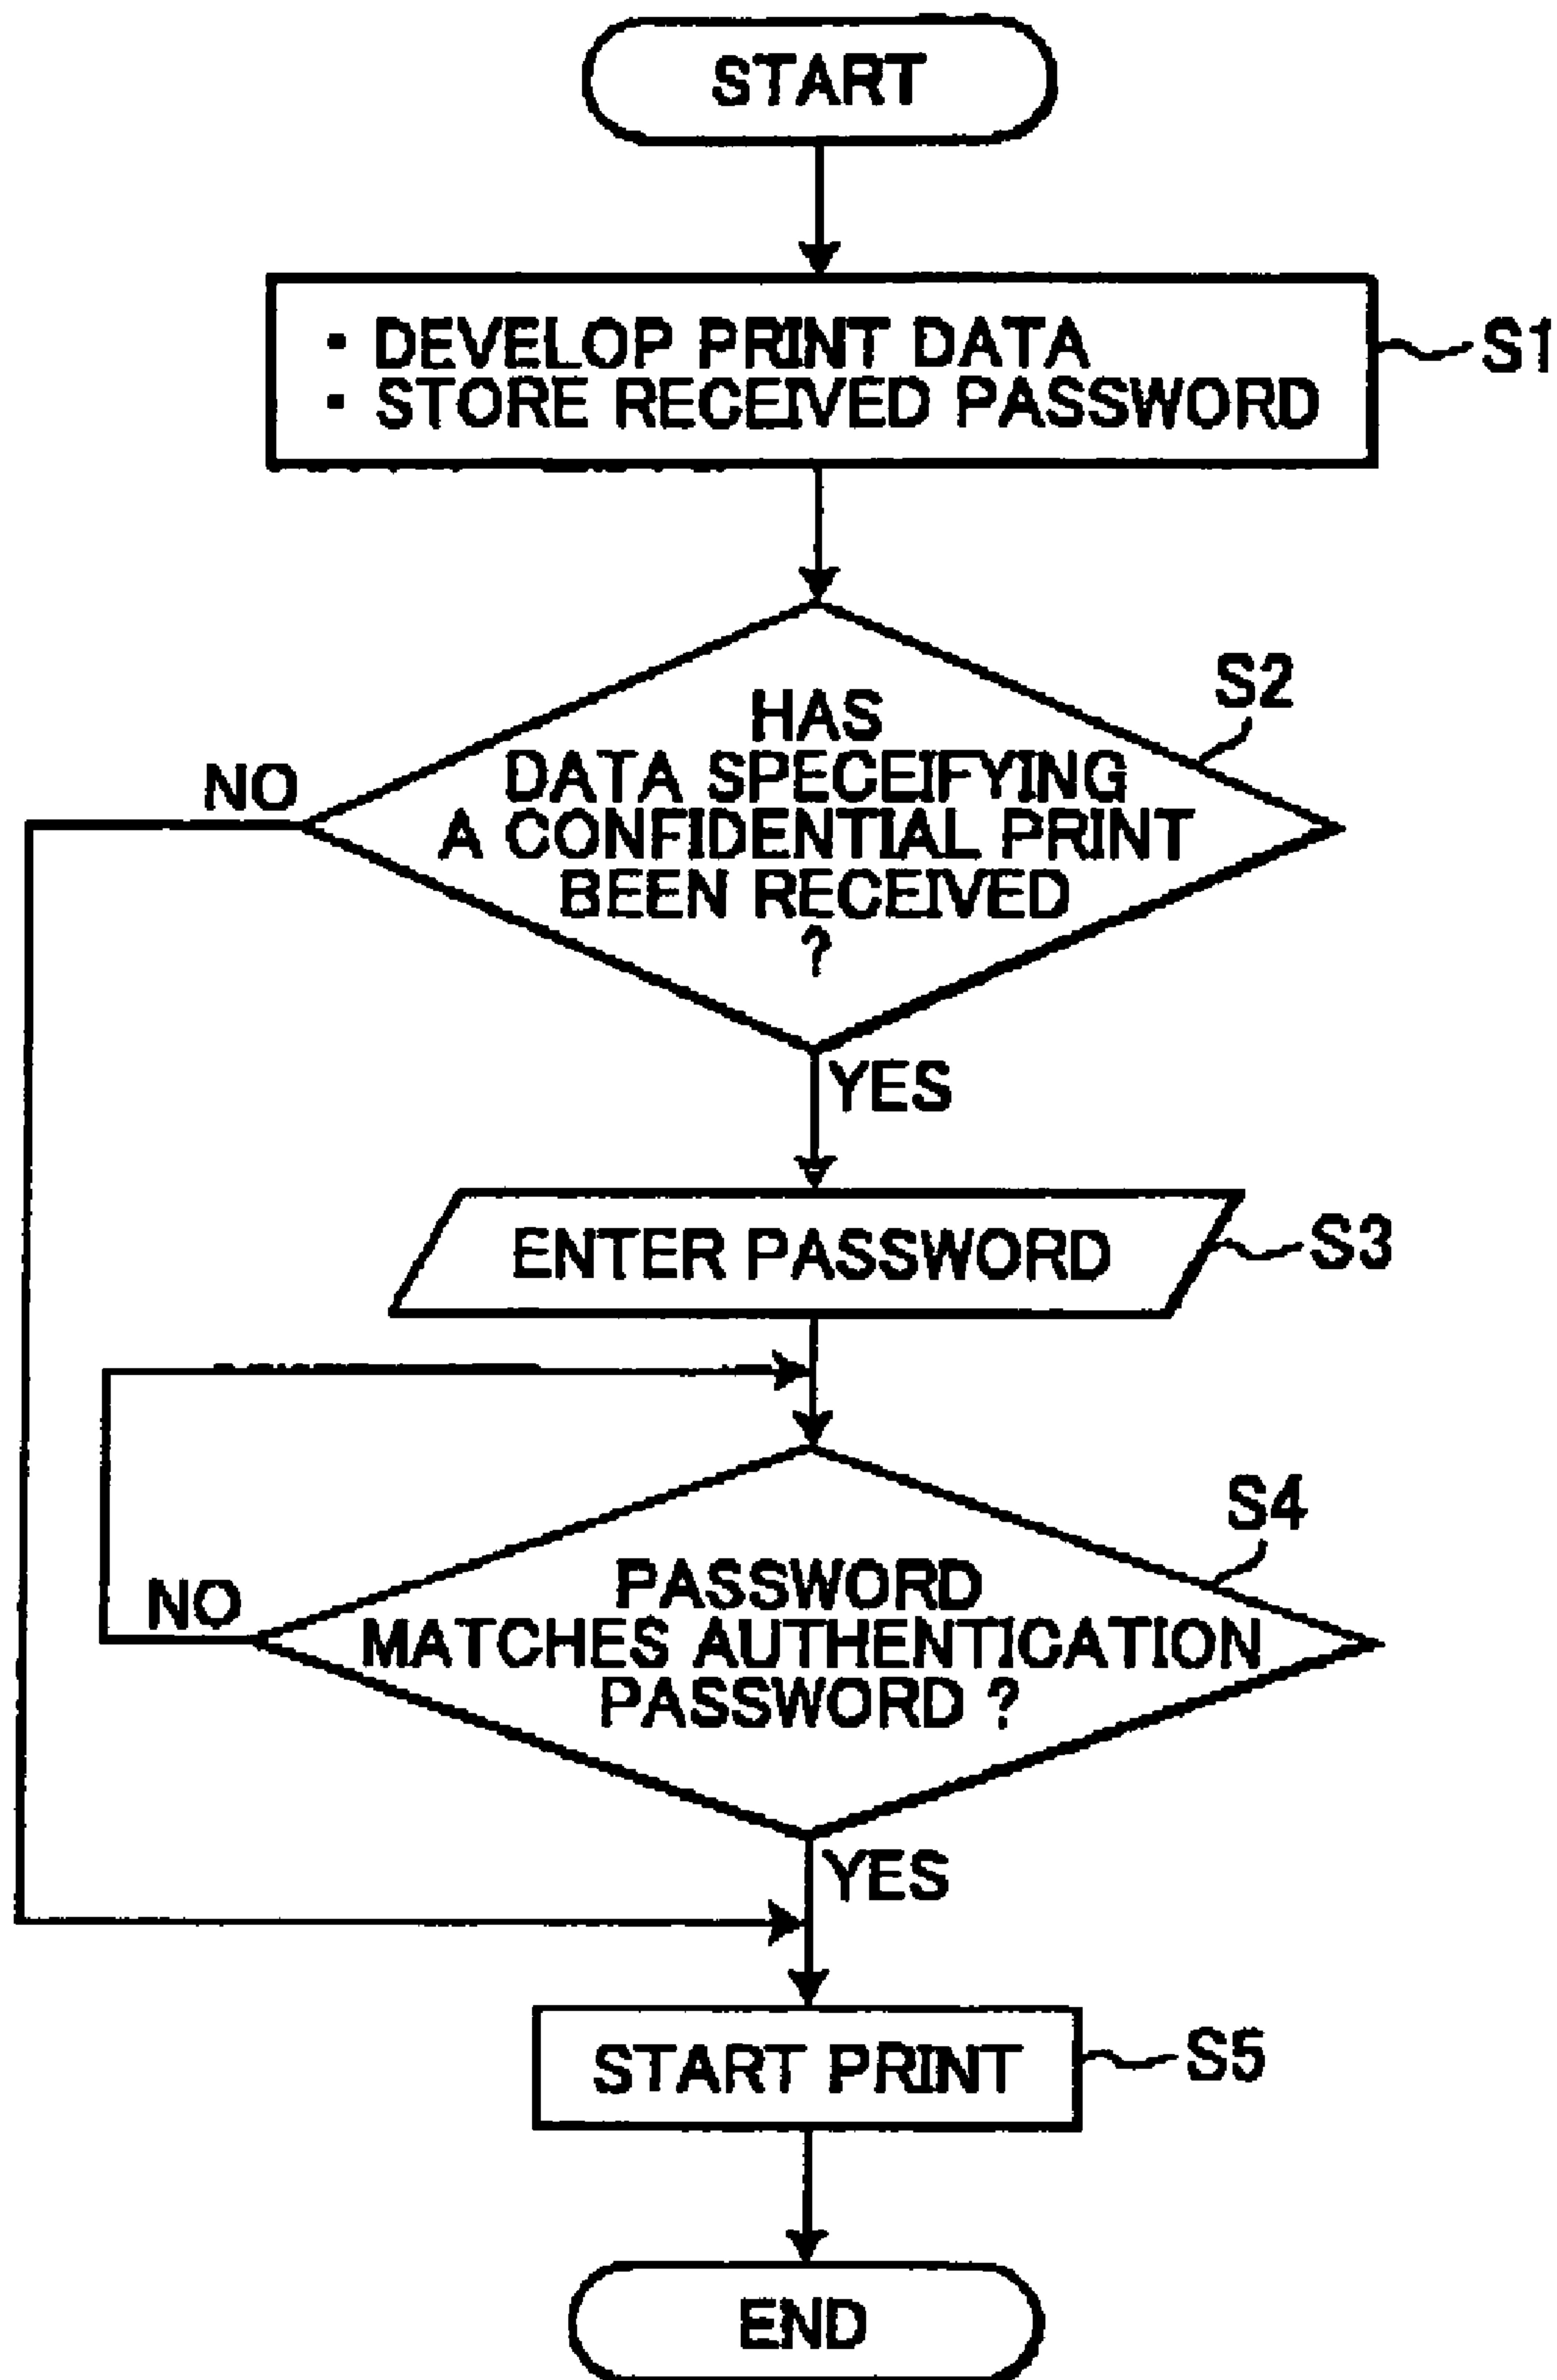 START
· DEVELOP PRINT DATA
· STORE RECEIVED PASSWORD
S1
S2
HAS
DATA SPECEIFYING
A CONFIDENTIAL PRINT
BEEN RECEIVED
?
NO
YES
ENTER PASSWORD
S3
S4
PASSWORD
MATCHES AUTHENTICATION
PASSWORD ?
NO
YES
START PRINT
S5
END